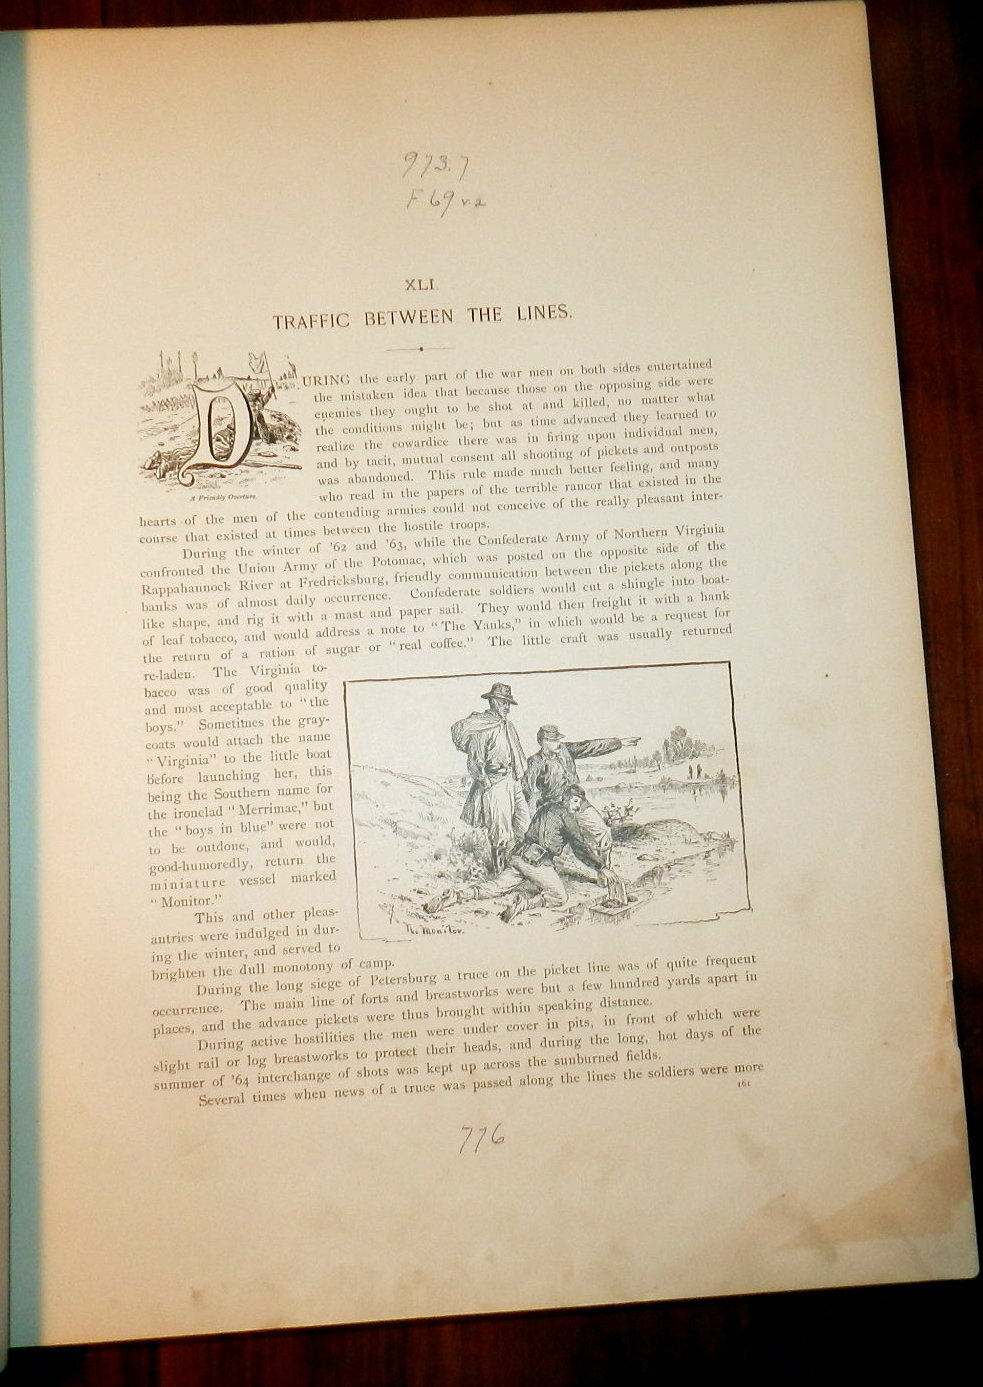 973.7
F 69 v.2
XLI.
TRAFFIC BETWEEN THE LINES.
DURING the early part of the war men on both sides entertained
the mistaken idea that because those on the opposing side were
enemies they ought to be shot at and killed, no matter what
the conditions might be; but as time advanced they learned to
realize the cowardice there was in firing upon individual men,
and by tacit, mutual consent all shooting of pickets and outposts
was abandoned. This rule made much better feeling, and many
who read in the papers of the terrible rancor that existed in the
A Friendly Overture.
hearts of the men of the contending armies could not conceive of the really pleasant inter-
course that existed at times between the hostile troops.
During the winter of '62 and '63, while the Confederate Army of Northern Virginia
confronted the Union Army of the Potomac, which was posted on the opposite side of the
Rappahannock River at Fredricksburg, friendly communication between the pickets along the
banks was of almost daily occurrence. Confederate soldiers would cut a shingle into boat-
like shape, and rig it with a mast and paper sail. They would then freight it with a hank
of leaf tobacco, and would address a note to "The Yanks," in which would be a request for
the return of a ration of sugar or "real coffee." The little craft was usually returned
re-laden. The Virginia to-
bacco was of good quality
and most acceptable to "the
boys." Sometimes the gray-
coats would attach the name
"Virginia" to the little boat
before launching her, this
being the Southern name for
the ironclad "Merrimac," but
the "boys in blue" were not
to be outdone, and would,
good-humoredly, return the
miniature vessel marked
"Monitor."
This and other pleas-
antries were indulged in dur-
ing the winter, and served to
brighten the dull monotony of camp.
The Monitor.
During the long siege of Petersburg a truce on the picket line was of quite frequent
occurrence. The main line of forts and breastworks were but a few hundred yards apart in
places, and the advance pickets were thus brought within speaking distance.
During active hostilities the men were under cover in pits, in front of which were
slight rail or log breastworks to protect their heads, and during the long, hot days of the
summer of '64 interchange of shots was kept up across the sunburned fields.
Several times when news of a truce was passed along the lines the soldiers were more
161
776